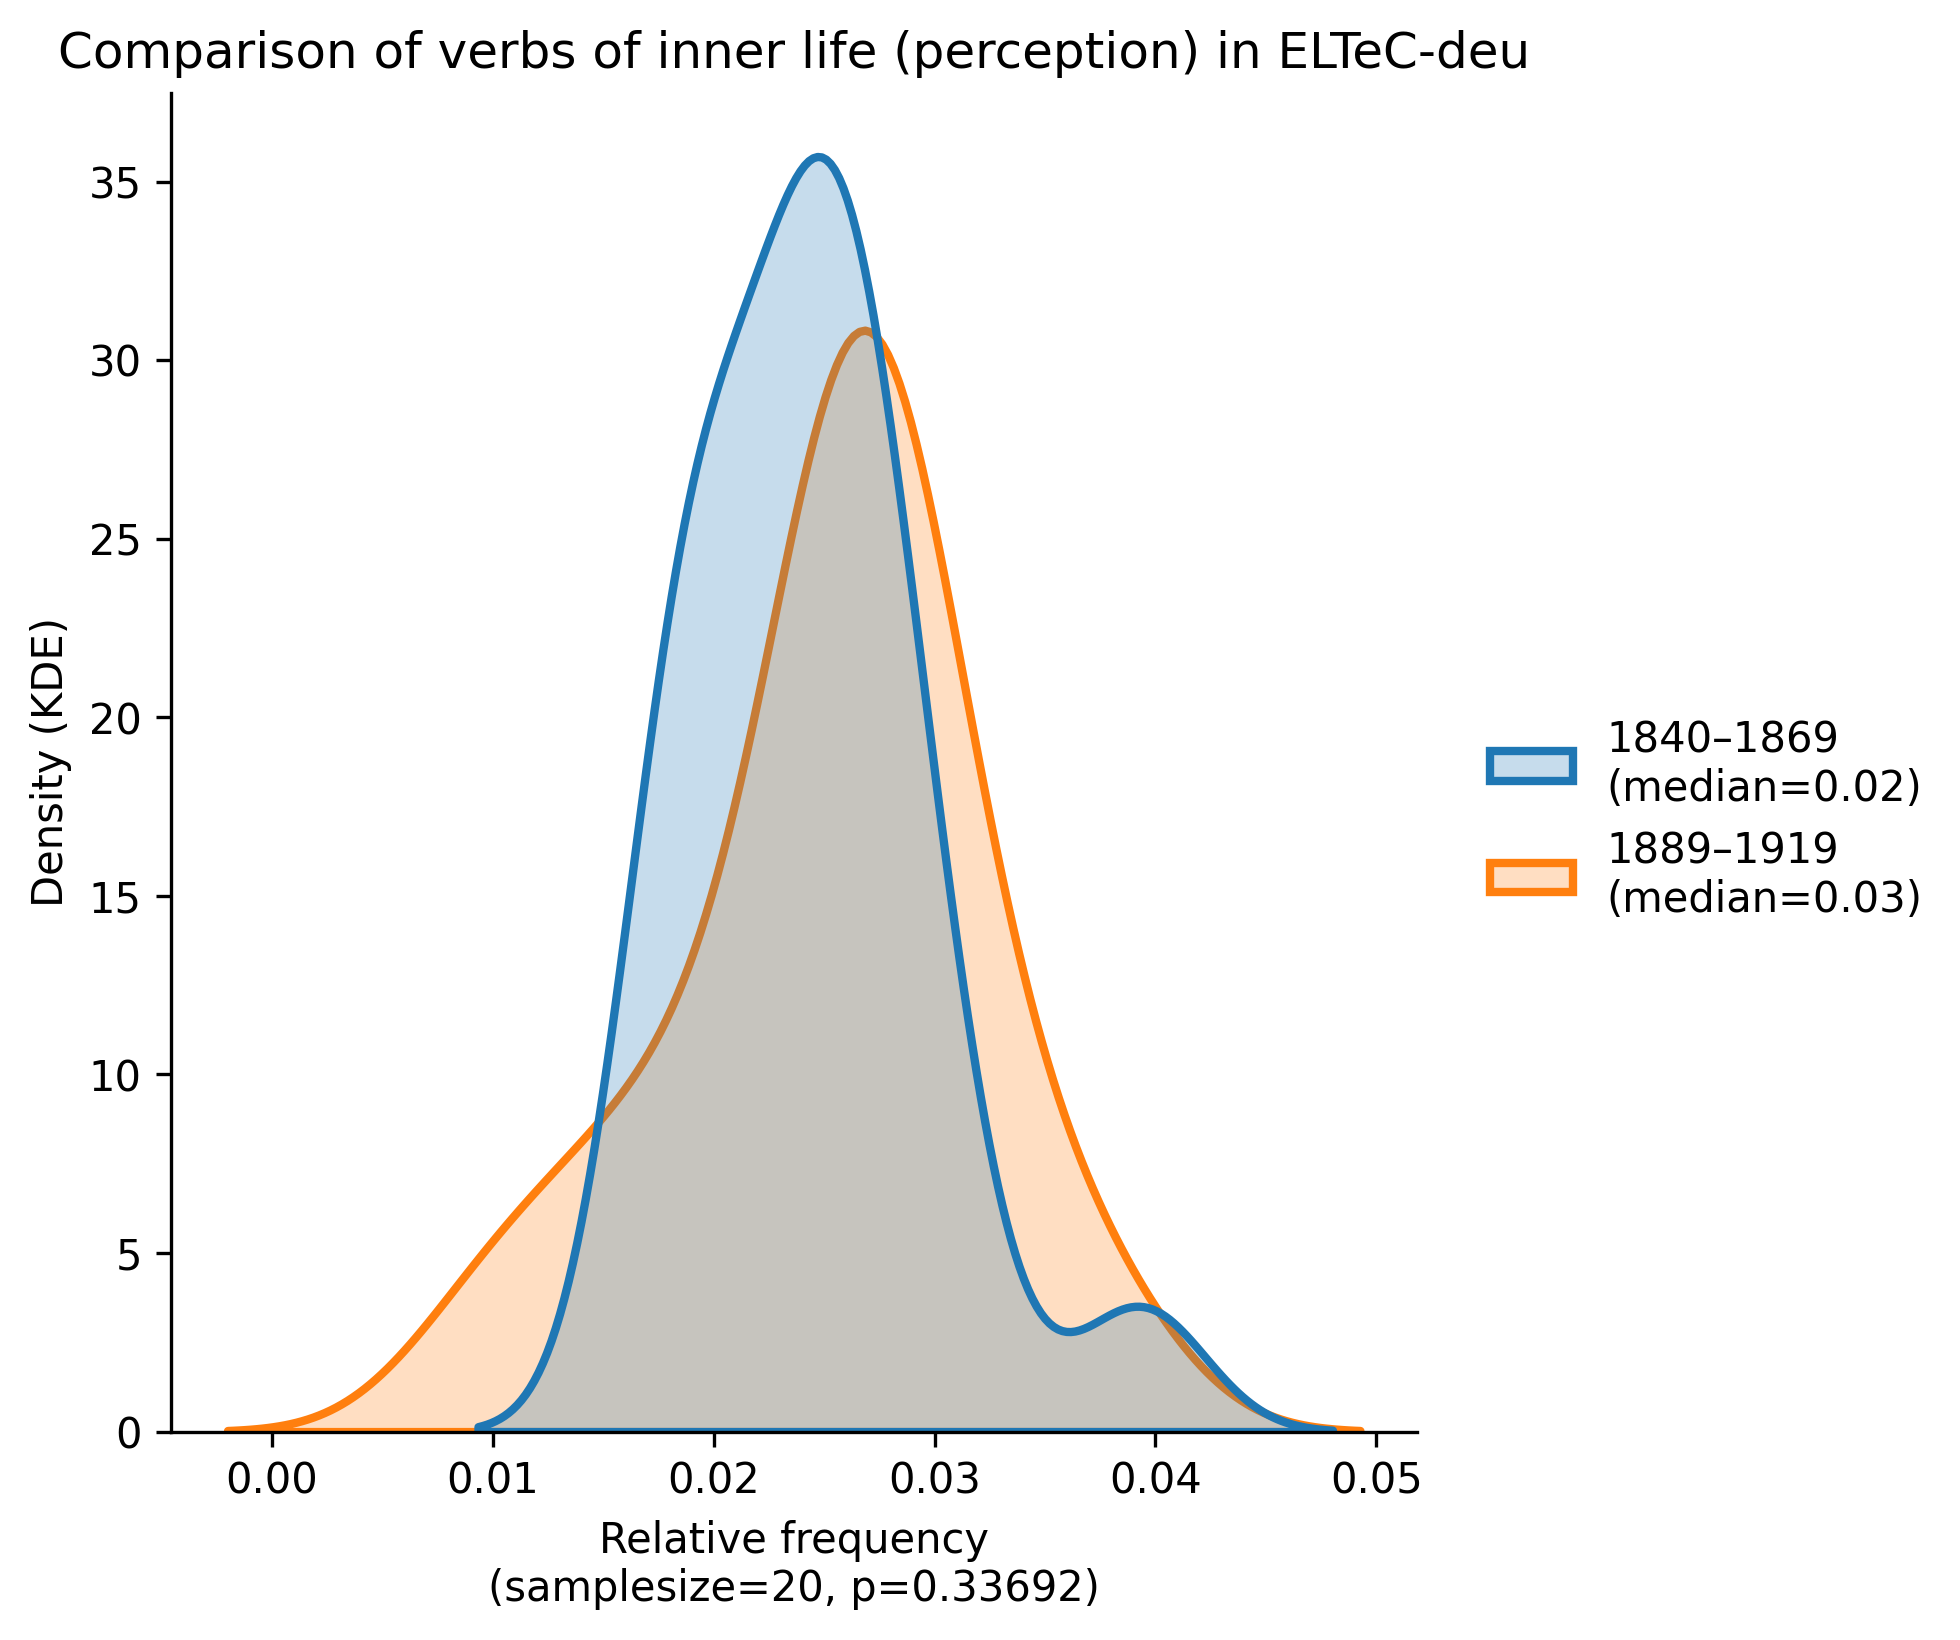 Comparison of verbs of inner life (perception) in ELTeC-deu
Density (KDE)
35
30
25
20
15
10
5
0
0.00 0.01 0.02 0.03 0.04 0.05
Relative frequency
(samplesize=20, p=0.33692)
1840–1869
(median=0.02)
1889–1919
(median=0.03)